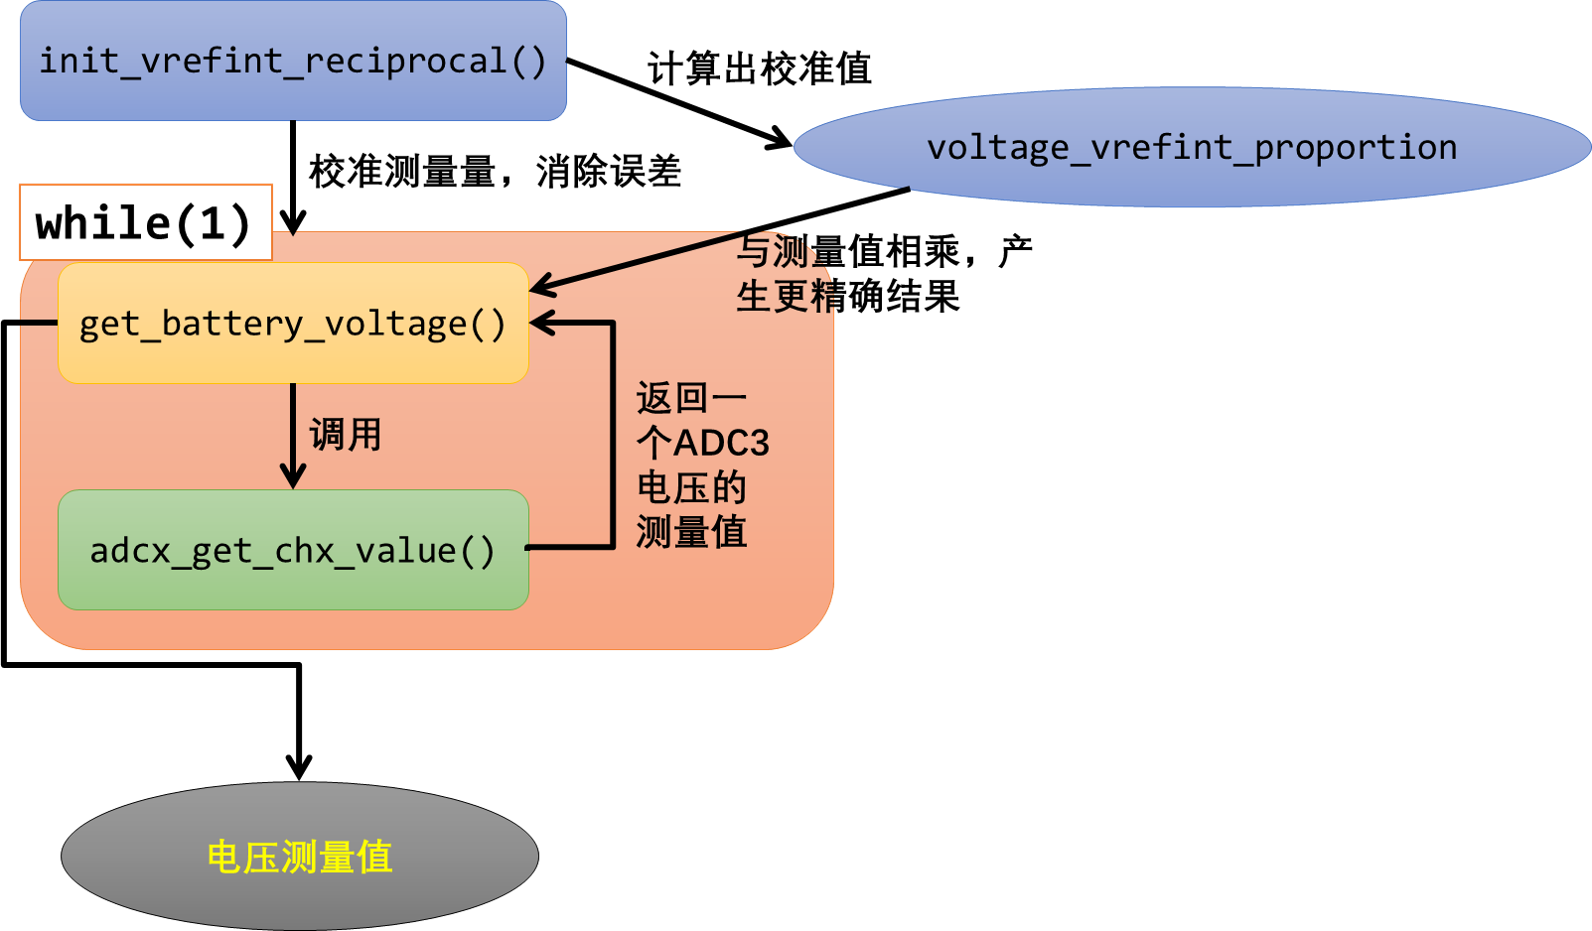 init_vrefint_reciprocal()
计算出校准值
voltage_vrefint_proportion
校准测量量，消除误差
while(1)
与测量值相乘，产
生更精确结果
get_battery_voltage()
返回一
个ADC3
电压的
测量值
调用
adcx_get_chx_value()
电压测量值